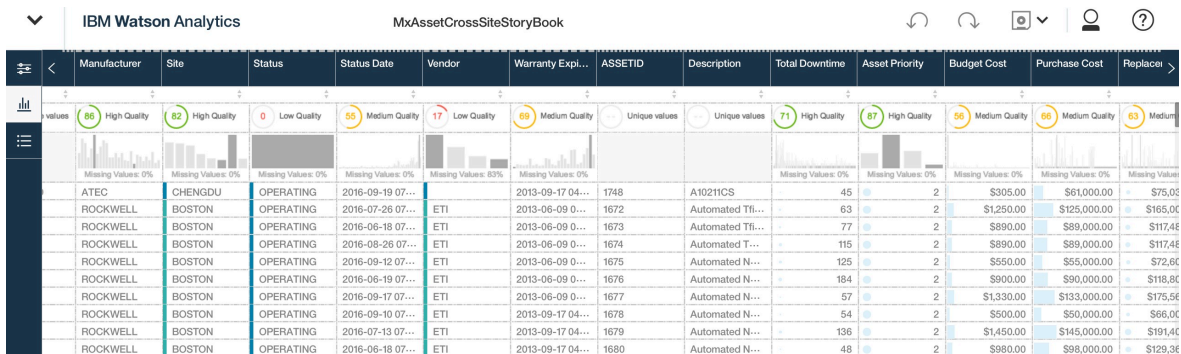 IBM Watson Analytics MxAssetCrossSiteStoryBook
Manufacturer Site Status Status Date Vendor Warranty Expi... ASSETID Description Total Downtime Asset Priority Budget Cost Purchase Cost
values 86 High Quality 82 High Quality 0 Low Quality 55 Medium Quality 17 Low Quality 69 Medium Quality Unique values Unique values 71 High Quality 87 High Quality 56 Medium Quality 66 Medium Quality 63 Medium
Missing Values: 0% Missing Values: 0% Missing Values: 0% Missing Values: 0% Missing Values: 83% Missing Values: 0% Missing Values: 0% Missing Values: 0% Missing Values: 0% Missing Values: 0% Missing Values: 0%
ATEC CHENGDU OPERATING 2016-09-19 07... 2013-09-17 04... 1748 A10211CS 45 2 $305.00 $61,000.00 $75,03
ROCKWELL BOSTON OPERATING 2016-07-26 07... ETI 2013-06-09 0... 1672 Automated Tfi... 63 2 $1,250.00 $125,000.00 $165,00
ROCKWELL BOSTON OPERATING 2016-06-18 07... ETI 2013-06-09 0... 1673 Automated Tfi... 77 2 $890.00 $89,000.00 $117,48
ROCKWELL BOSTON OPERATING 2016-08-26 07... ETI 2013-06-09 0... 1674 Automated T... 115 2 $890.00 $89,000.00 $117,48
ROCKWELL BOSTON OPERATING 2016-09-12 07... ETI 2013-06-09 0... 1675 Automated N... 125 2 $550.00 $55,000.00 $72,60
ROCKWELL BOSTON OPERATING 2016-06-19 07... ETI 2013-06-09 0... 1676 Automated N... 184 2 $900.00 $90,000.00 $118,80
ROCKWELL BOSTON OPERATING 2016-09-17 07... ETI 2013-06-09 0... 1677 Automated N... 57 2 $1,330.00 $133,000.00 $175,56
ROCKWELL BOSTON OPERATING 2016-09-10 07... ETI 2013-09-17 04... 1678 Automated N... 54 2 $500.00 $50,000.00 $66,00
ROCKWELL BOSTON OPERATING 2016-07-13 07... ETI 2013-09-17 04... 1679 Automated N... 136 2 $1,450.00 $145,000.00 $191,40
ROCKWELL BOSTON OPERATING 2016-06-18 07... ETI 2013-09-17 04... 1680 Automated N... 48 2 $980.00 $98,000.00 $129,36